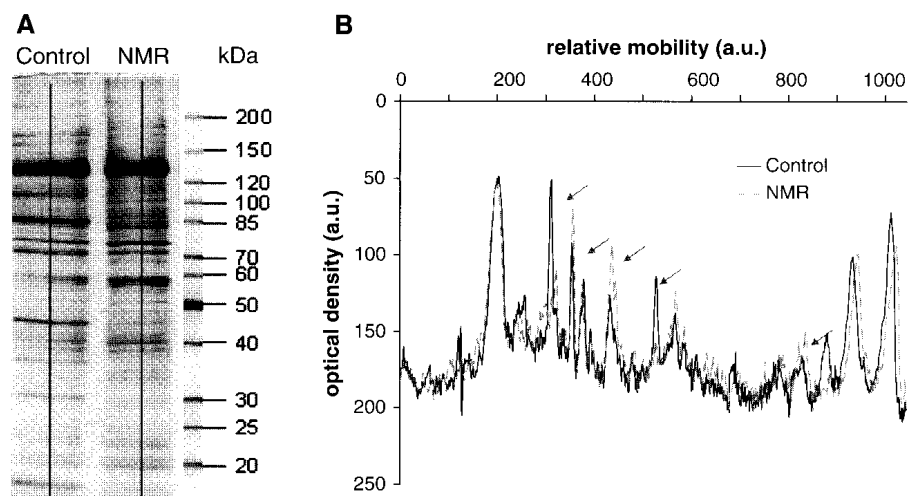 A
Control NMR kDa
200
150
120
100
85
70
60
50
40
30
25
20
B
relative mobility (a.u.)
0 200 400 600 800 1000
0
50
100
150
200
250
optical density (a.u.)
Control
NMR